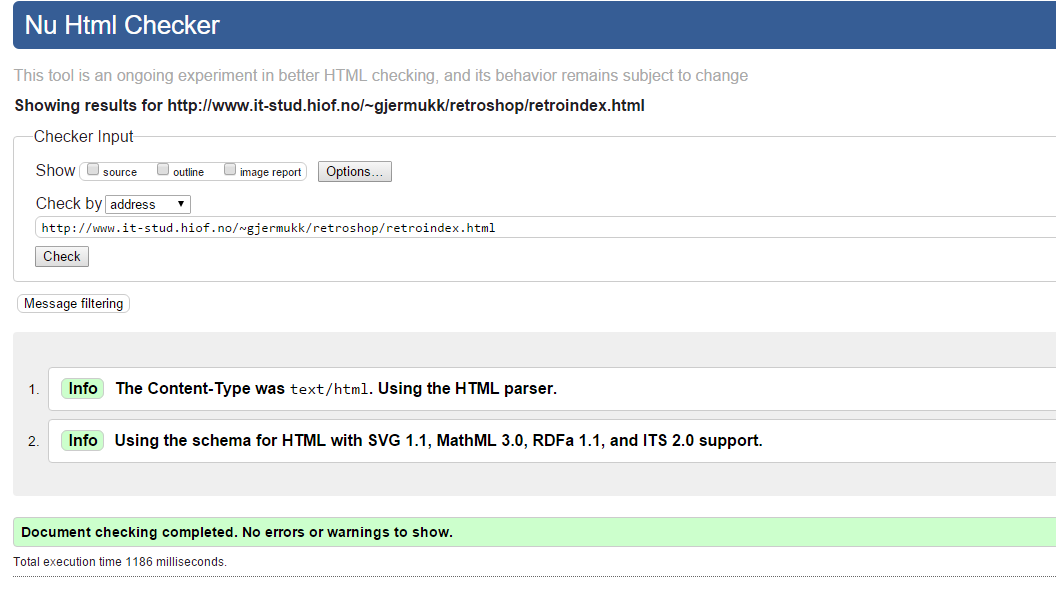 Nu Html Checker
This tool is an ongoing experiment in better HTML checking, and its behavior remains subject to change
Showing results for http://www.it-stud.hiof.no/~gjermukk/retroshop/retroindex.html
Checker Input
Show source outline image report Options...
Check by address
http://www.it-stud.hiof.no/~gjermukk/retroshop/retroindex.html
Check
Message filtering
1. Info The Content-Type was text/html. Using the HTML parser.
2. Info Using the schema for HTML with SVG 1.1, MathML 3.0, RDFa 1.1, and ITS 2.0 support.
Document checking completed. No errors or warnings to show.
Total execution time 1186 milliseconds.